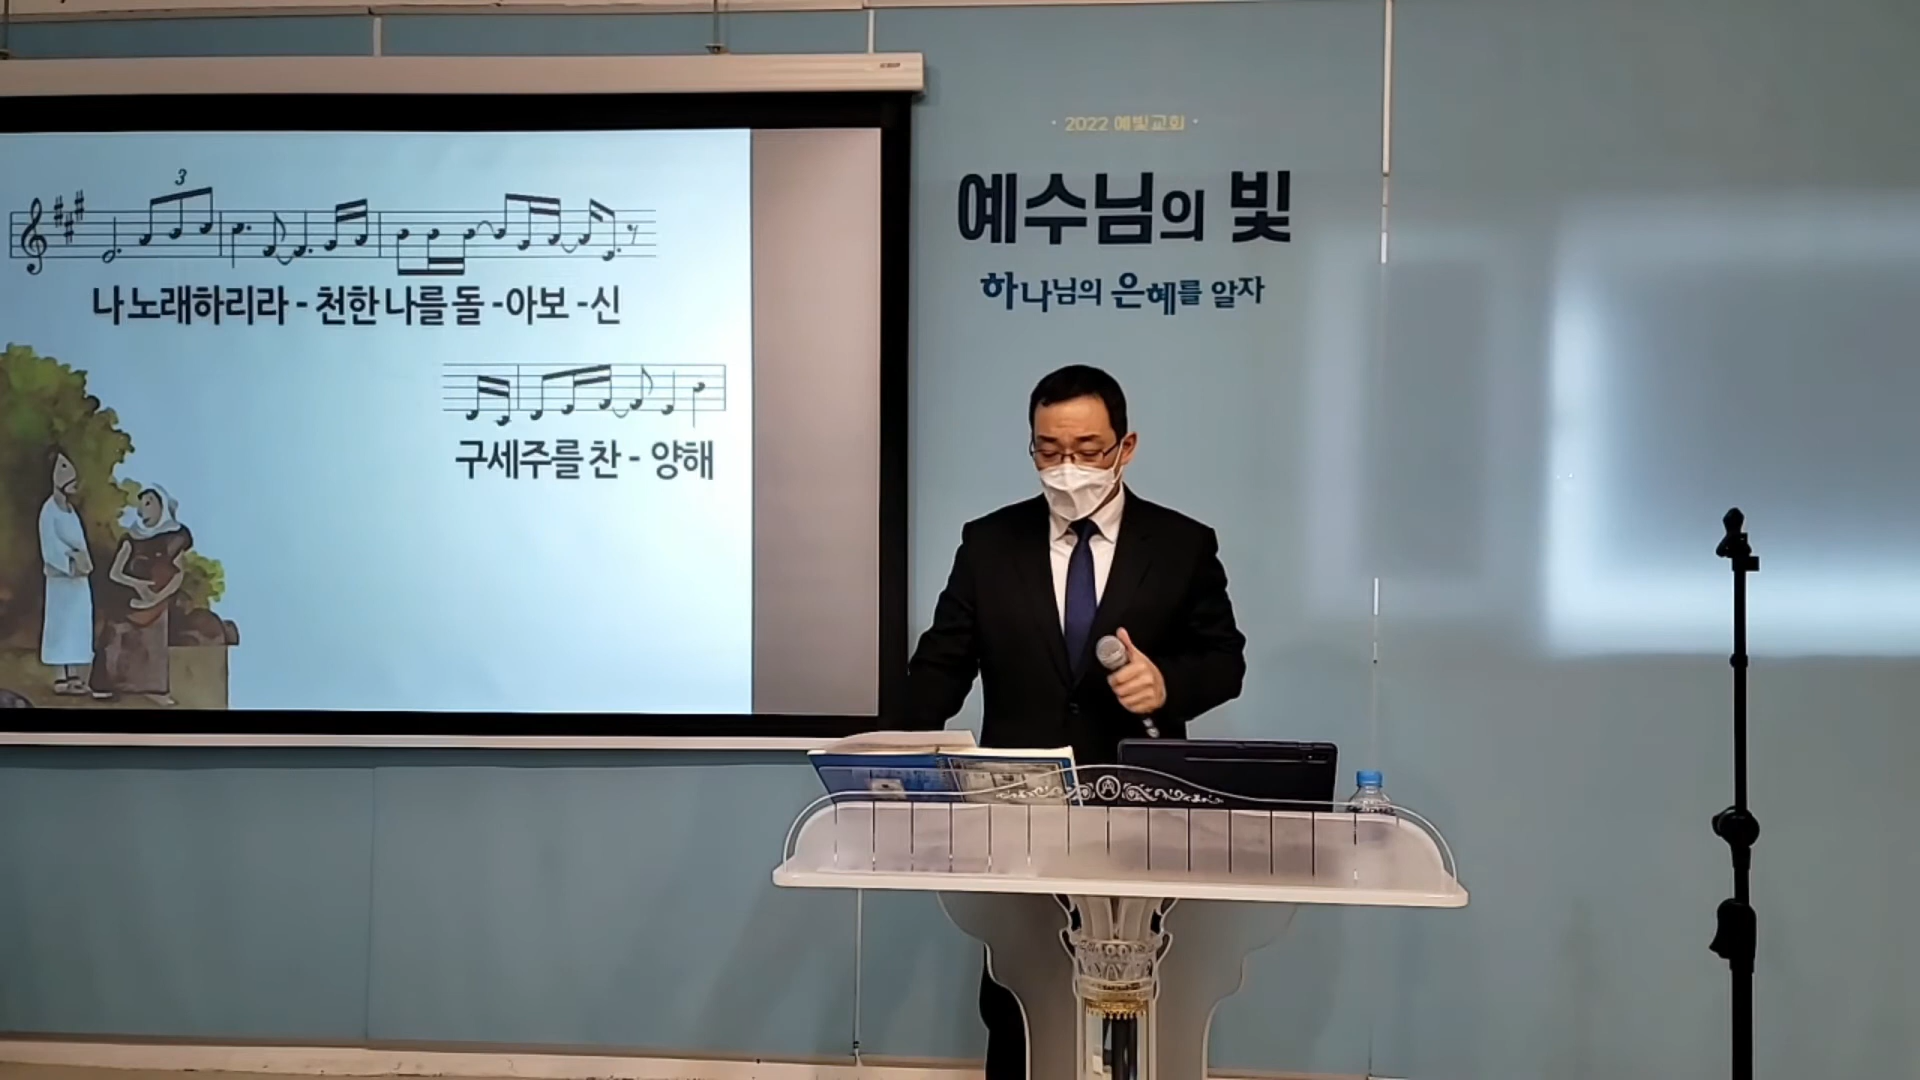 3
나 노래하리라 - 천한 나를 돌 -아보 -신
구세주를 찬 - 양해
· 2022 예빛교회 ·
예수님의 빛
하나님의 은혜를 알자